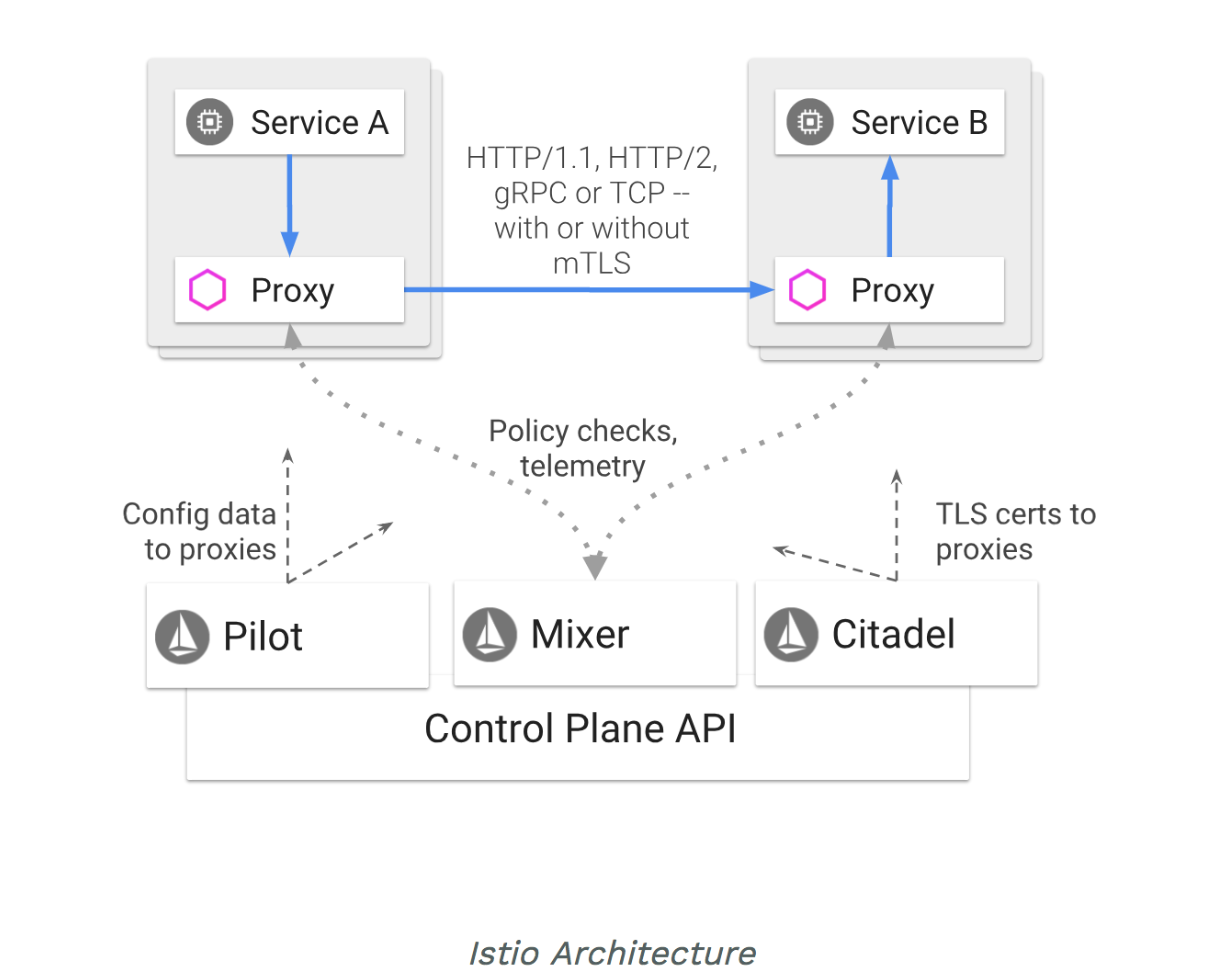 Service A
Service B
HTTP/1.1, HTTP/2,
gRPC or TCP --
with or without
mTLS
Proxy
Proxy
Policy checks,
telemetry
Config data
to proxies
TLS certs to
proxies
Pilot
Mixer
Citadel
Control Plane API
Istio Architecture